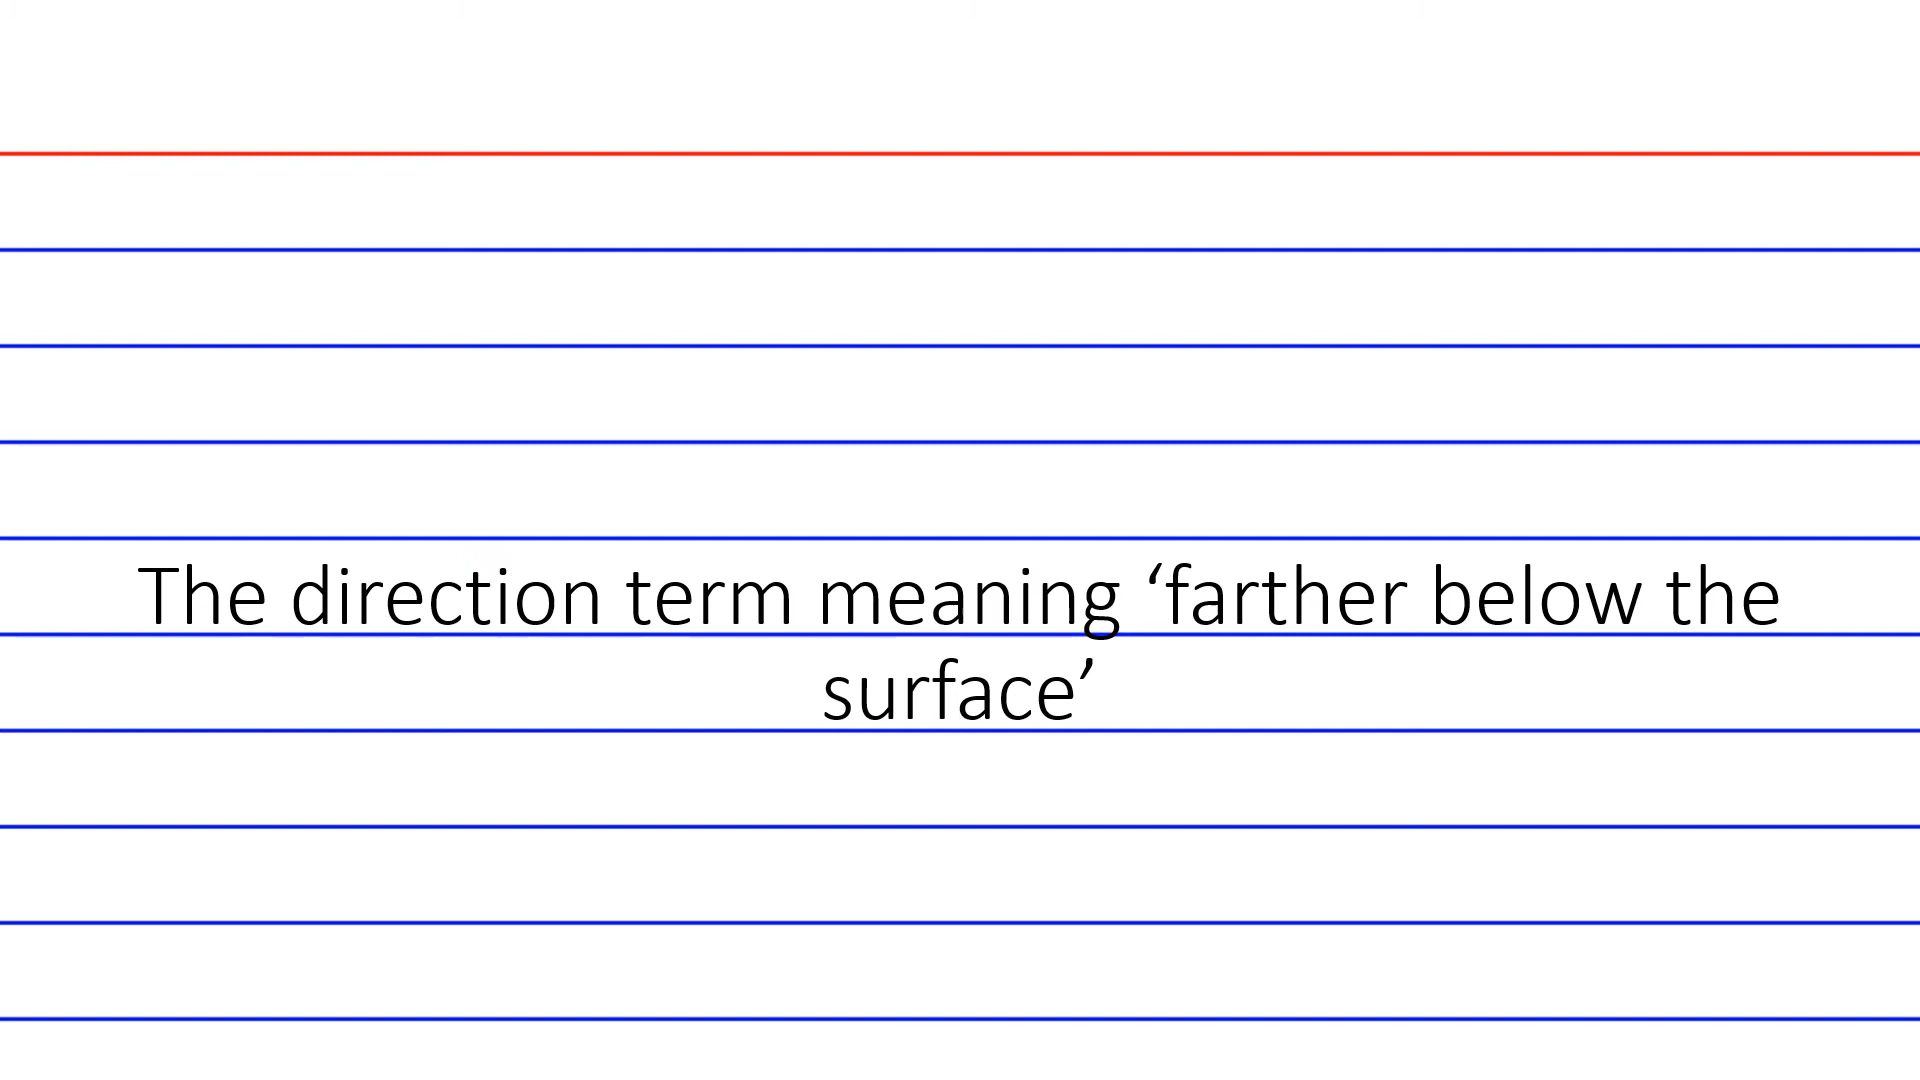 The direction term meaning ‘farther below the
surface’